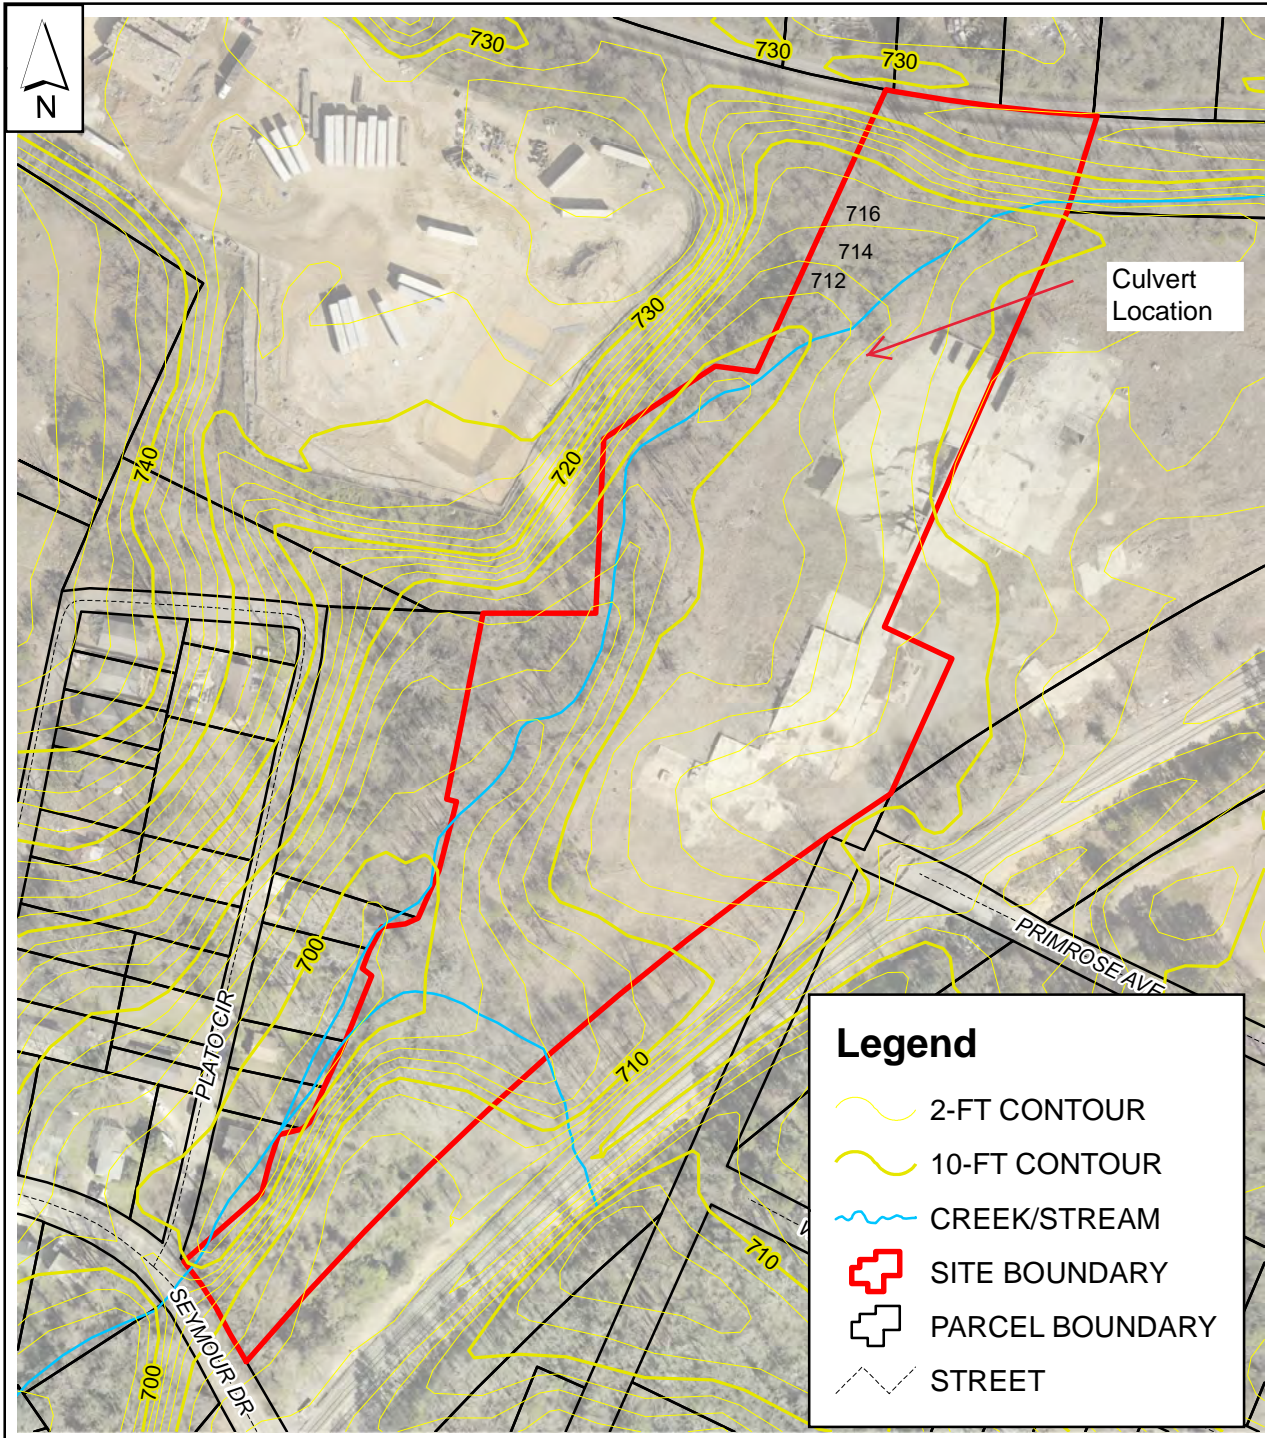 730
730
730
N
716
714
712
Culvert
Location
730
740
720
700
PLATO CIR
PRIMROSE AVE
710
710
700
SEYMOUR DR
Legend
2-FT CONTOUR
10-FT CONTOUR
CREEK/STREAM
SITE BOUNDARY
PARCEL BOUNDARY
STREET